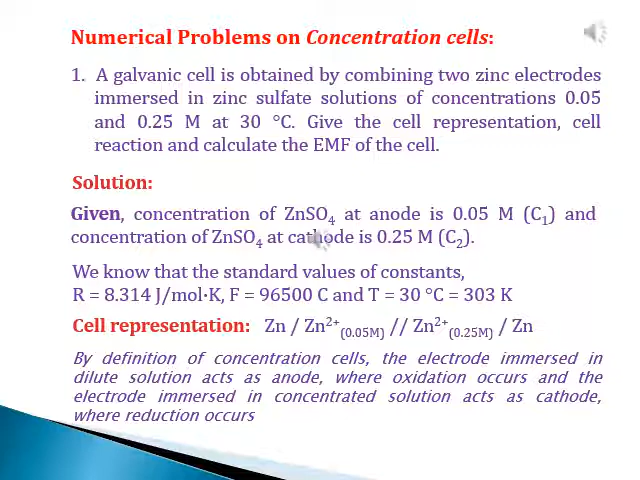 Numerical Problems on Concentration cells:
1. A galvanic cell is obtained by combining two zinc electrodes
immersed in zinc sulfate solutions of concentrations 0.05
and 0.25 M at 30 °C. Give the cell representation, cell
reaction and calculate the EMF of the cell.
Solution:
Given, concentration of ZnSO₄ at anode is 0.05 M (C₁) and
concentration of ZnSO₄ at cathode is 0.25 M (C₂).
We know that the standard values of constants,
R = 8.314 J/mol·K, F = 96500 C and T = 30 °C = 303 K
Cell representation: Zn / Zn²⁺(0.05M) // Zn²⁺(0.25M) / Zn
By definition of concentration cells, the electrode immersed in
dilute solution acts as anode, where oxidation occurs and the
electrode immersed in concentrated solution acts as cathode,
where reduction occurs